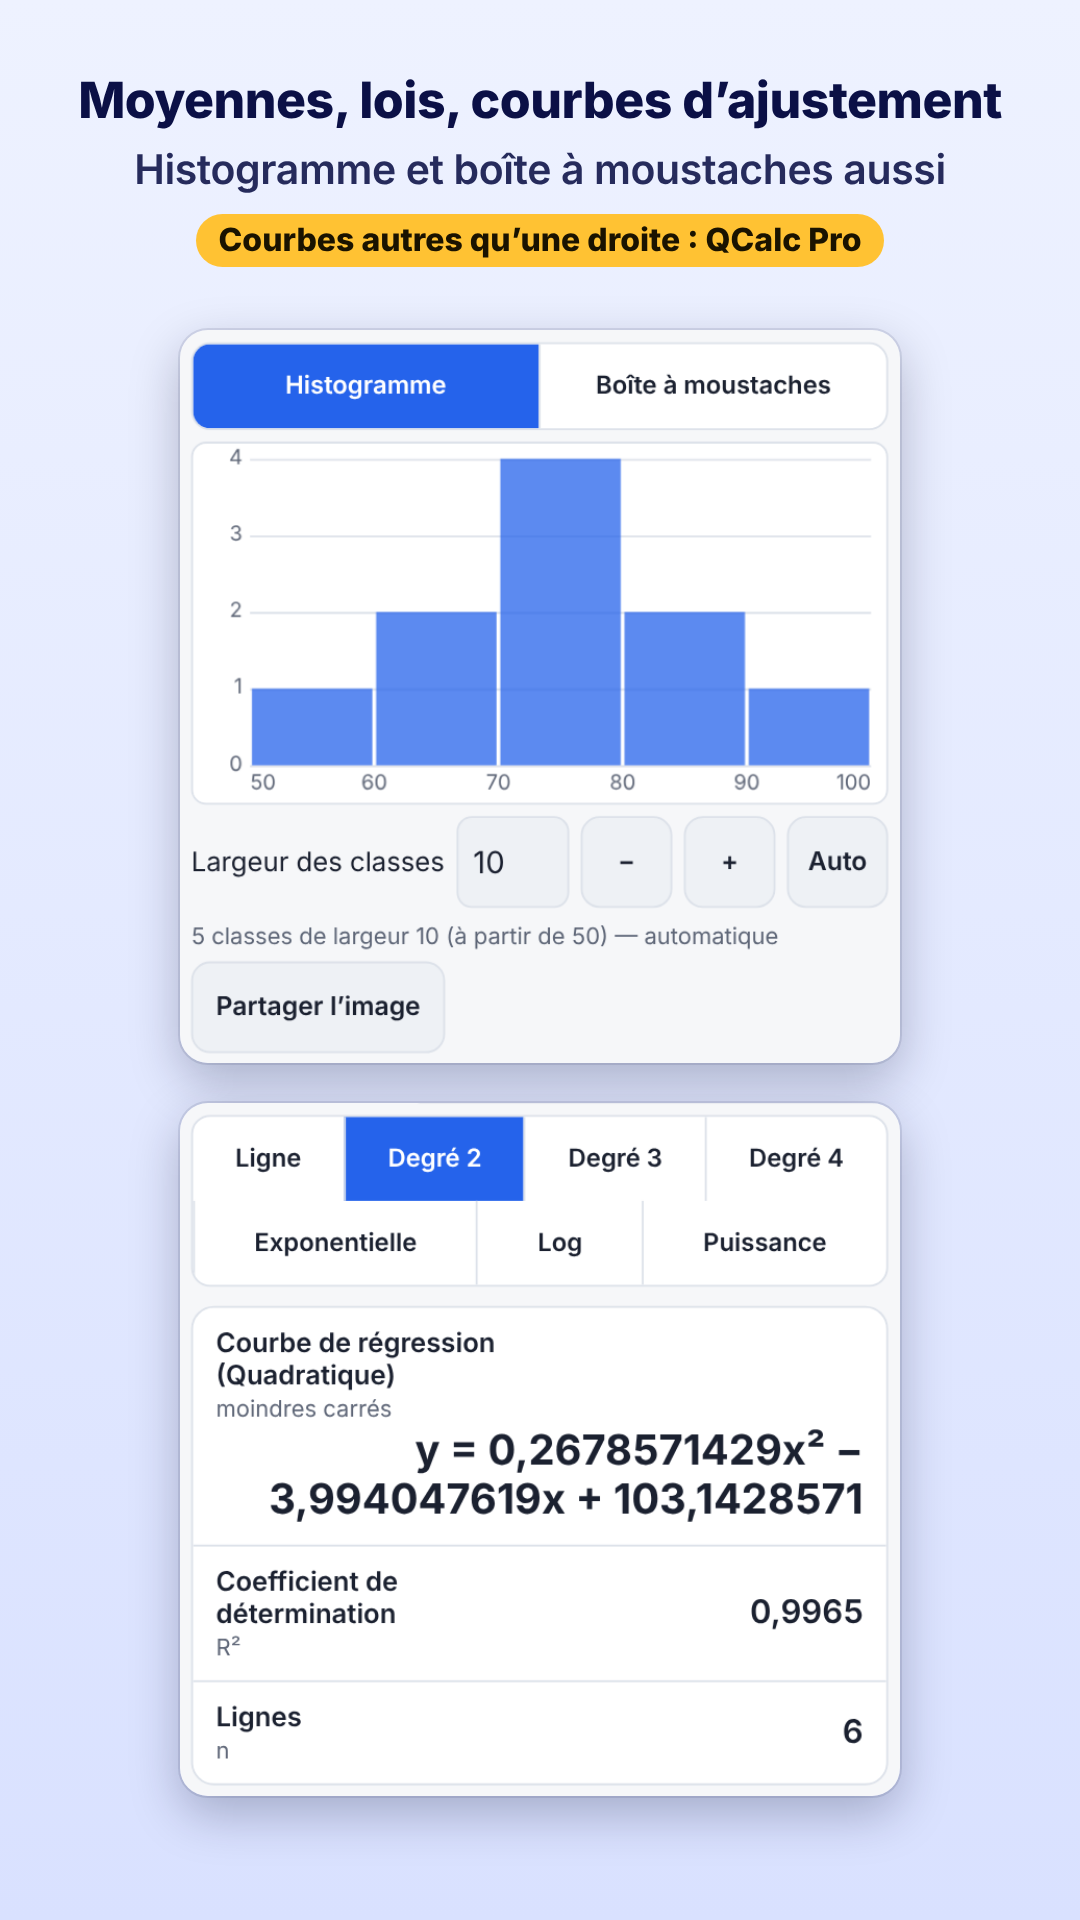 Moyennes, lois, courbes d’ajustement
Histogramme et boîte à moustaches aussi
Courbes autres qu’une droite : QCalc Pro
Histogramme
Boîte à moustaches
4
3
2
1
0
50 60 70 80 90 100
Largeur des classes 10 − + Auto
5 classes de largeur 10 (à partir de 50) — automatique
Partager l’image
Ligne Degré 2 Degré 3 Degré 4
Exponentielle Log Puissance
Courbe de régression
(Quadratique)
moindres carrés
y = 0,2678571429x² −
3,994047619x + 103,1428571
Coefficient de
détermination
R²
0,9965
Lignes
n
6